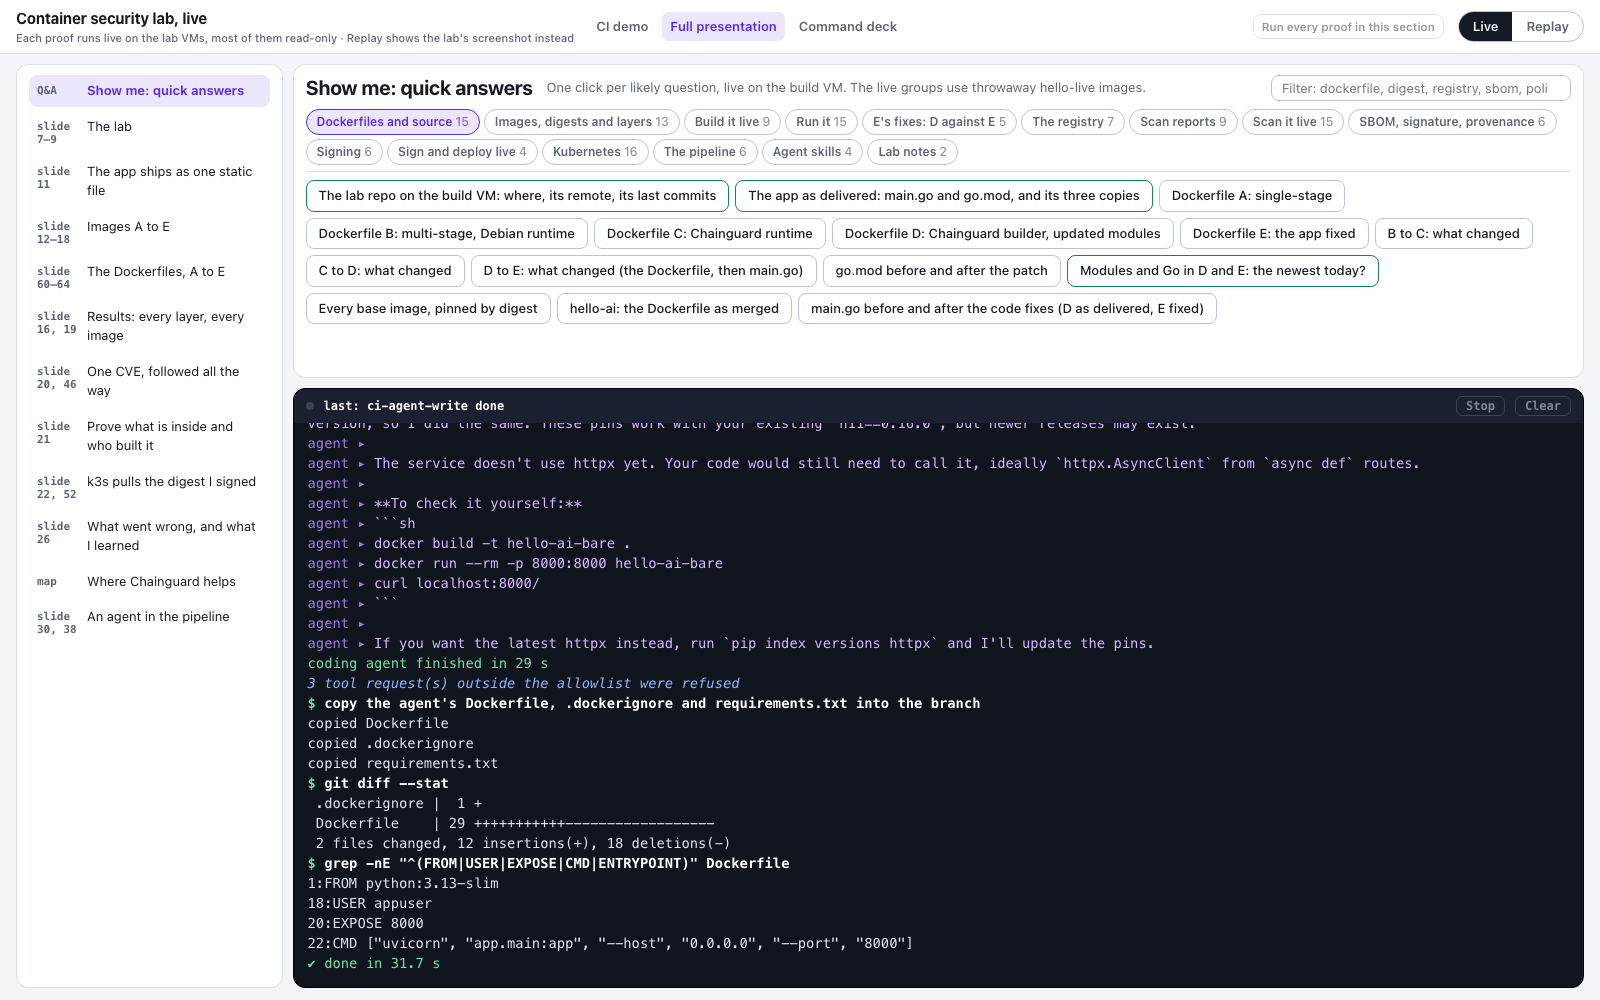 Container security lab, live
Each proof runs live on the lab VMs, most of them read-only · Replay shows the lab's screenshot instead
CI demo
Full presentation
Command deck
Run every proof in this section
Live
Replay
Q&A
Show me: quick answers
slide 7–9
The lab
slide 11
The app ships as one static file
slide 12–18
Images A to E
slide 60–64
The Dockerfiles, A to E
slide 16, 19
Results: every layer, every image
slide 20, 46
One CVE, followed all the way
slide 21
Prove what is inside and who built it
slide 22, 52
k3s pulls the digest I signed
slide 26
What went wrong, and what I learned
map
Where Chainguard helps
slide 30, 38
An agent in the pipeline
Show me: quick answers
One click per likely question, live on the build VM. The live groups use throwaway hello-live images.
Filter: dockerfile, digest, registry, sbom, poli
Dockerfiles and source 15
Images, digests and layers 13
Build it live 9
Run it 15
E's fixes: D against E 5
The registry 7
Scan reports 9
Scan it live 15
SBOM, signature, provenance 6
Signing 6
Sign and deploy live 4
Kubernetes 16
The pipeline 6
Agent skills 4
Lab notes 2
The lab repo on the build VM: where, its remote, its last commits
The app as delivered: main.go and go.mod, and its three copies
Dockerfile A: single-stage
Dockerfile B: multi-stage, Debian runtime
Dockerfile C: Chainguard runtime
Dockerfile D: Chainguard builder, updated modules
Dockerfile E: the app fixed
B to C: what changed
C to D: what changed
D to E: what changed (the Dockerfile, then main.go)
go.mod before and after the patch
Modules and Go in D and E: the newest today?
Every base image, pinned by digest
hello-ai: the Dockerfile as merged
main.go before and after the code fixes (D as delivered, E fixed)
last: ci-agent-write done
Stop
Clear
version, so I did the same. These pins work with your existing `h11==0.16.0`, but newer releases may exist.
agent ▸
agent ▸ The service doesn't use httpx yet. Your code would still need to call it, ideally `httpx.AsyncClient` from `async def` routes.
agent ▸
agent ▸ **To check it yourself:**
agent ▸ ```sh
agent ▸ docker build -t hello-ai-bare .
agent ▸ docker run --rm -p 8000:8000 hello-ai-bare
agent ▸ curl localhost:8000/
agent ▸ ```
agent ▸
agent ▸ If you want the latest httpx instead, run `pip index versions httpx` and I'll update the pins.
coding agent finished in 29 s
3 tool request(s) outside the allowlist were refused
$ copy the agent's Dockerfile, .dockerignore and requirements.txt into the branch
copied Dockerfile
copied .dockerignore
copied requirements.txt
$ git diff --stat
.dockerignore | 1 +
Dockerfile | 29 +++++++++++------------------
2 files changed, 12 insertions(+), 18 deletions(-)
$ grep -nE "^(FROM|USER|EXPOSE|CMD|ENTRYPOINT)" Dockerfile
1:FROM python:3.13-slim
18:USER appuser
20:EXPOSE 8000
22:CMD ["uvicorn", "app.main:app", "--host", "0.0.0.0", "--port", "8000"]
✔ done in 31.7 s